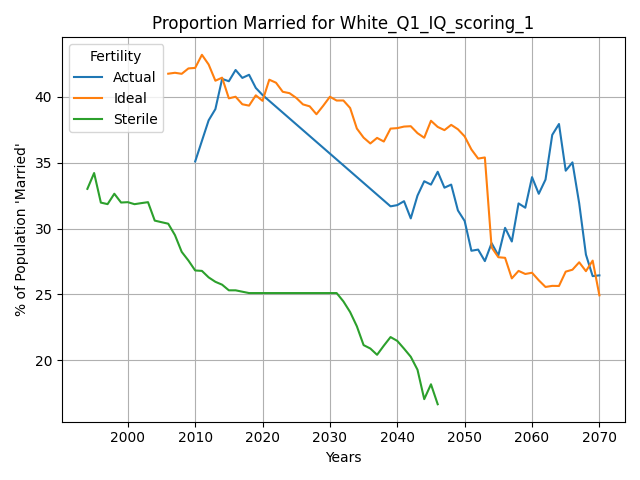 Proportion Married for White_Q1_IQ_scoring_1
Fertility
Actual
Ideal
Sterile
% of Population 'Married'
40
35
30
25
20
2000
2010
2020
2030
2040
2050
2060
2070
Years